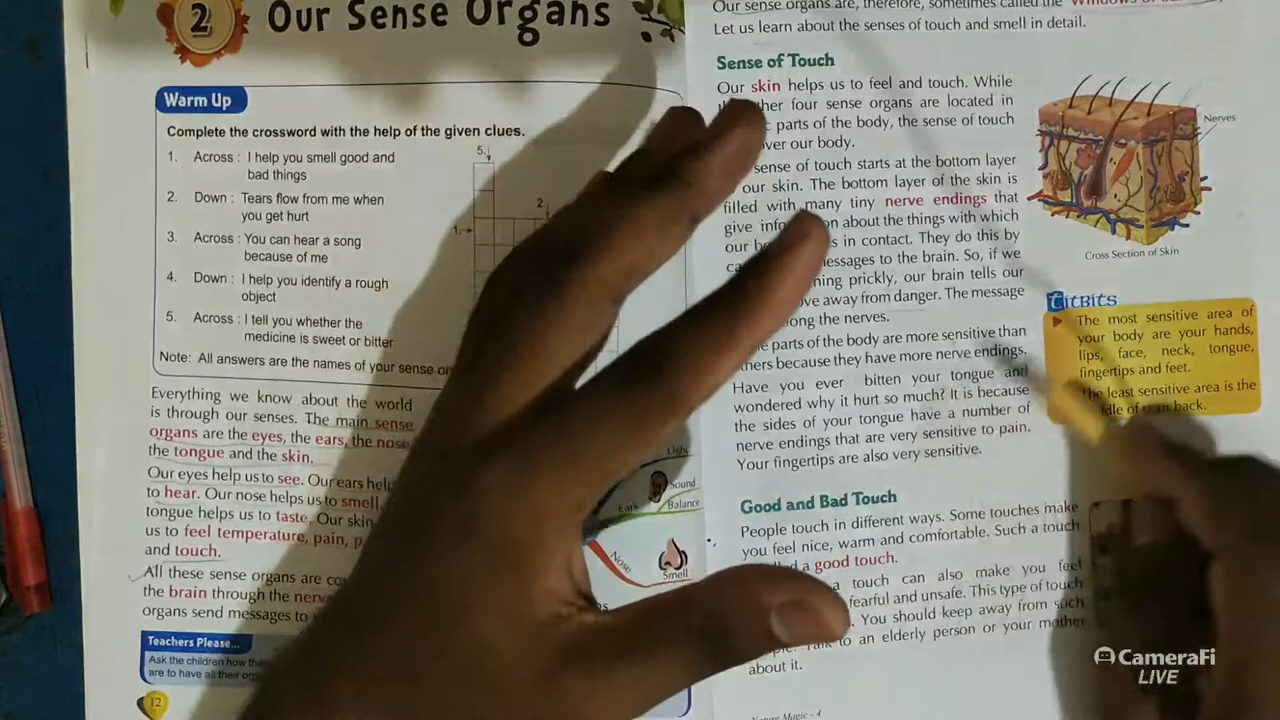 2
Our Sense Organs
Warm Up
Complete the crossword with the help of the given clues.
1. Across : I help you smell good and
bad things
2. Down : Tears flow from me when
you get hurt
3. Across : You can hear a song
because of me
4. Down : I help you identify a rough
object
5. Across : I tell you whether the
medicine is sweet or bitter
Note: All answers are the names of your sense
5.
2.
1.
Everything we know about the world
is through our senses. The main sense
organs are the eyes, the ears, the nose
the tongue and the skin.
Our eyes help us to see. Our ears help
to hear. Our nose helps us to smell.
tongue helps us to taste. Our skin
us to feel temperature, pain,
and touch.
All these sense organs are
the brain through the
organs send messages to
Teachers Please...
Ask the children how
are to have all their
12
Light
Sound
Ears
Balance
Nose
Smell
Our sense organs are, therefore, sometimes called the
Let us learn about the senses of touch and smell in detail.
Sense of Touch
Our skin helps us to feel and touch. While
other four sense organs are located in
parts of the body, the sense of touch
over our body.
sense of touch starts at the bottom layer
our skin. The bottom layer of the skin is
filled with many tiny nerve endings that
give about the things with which
our is in contact. They do this by
messages to the brain. So, if we
prickly, our brain tells our
move away from danger. The message
along the nerves.
parts of the body are more sensitive than
others because they have more nerve endings.
Have you ever bitten your tongue and
wondered why it hurt so much? It is because
the sides of your tongue have a number of
nerve endings that are very sensitive to pain.
Your fingertips are also very sensitive.
Nerves
Cross Section of Skin
TitBits
The most sensitive area of
your body are your hands,
lips, face, neck, tongue,
fingertips and feet.
The least sensitive area is the
middle of your back.
Good and Bad Touch
People touch in different ways. Some touches make
you feel nice, warm and comfortable. Such a touch
a good touch.
a touch can also make you feel
fearful and unsafe. This type of touch
You should keep away from such
to an elderly person or your mother
about it.
Nature Magic - 4
CameraFi
LIVE